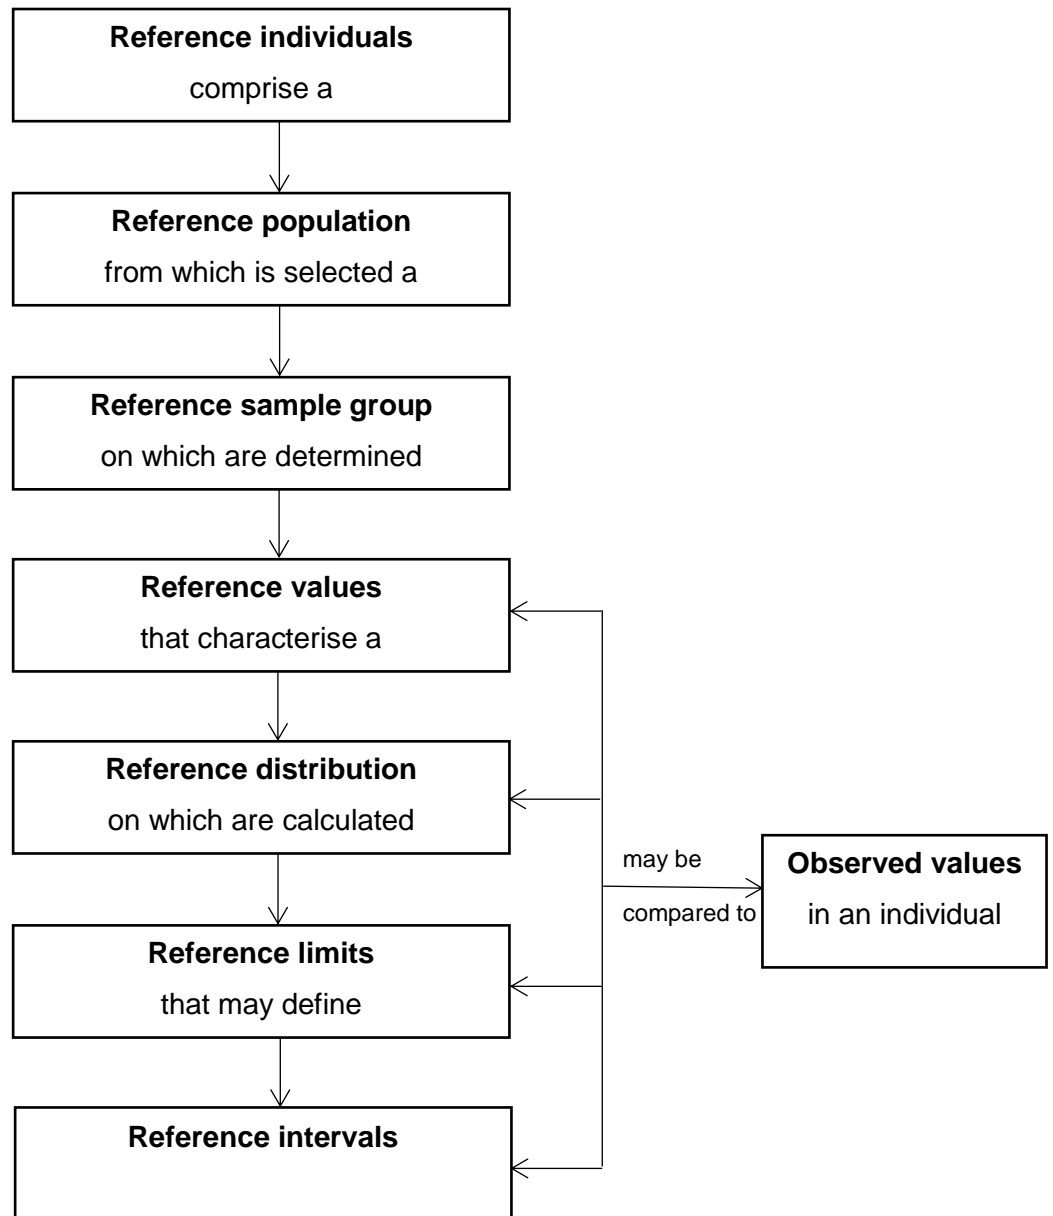 Reference individuals
comprise a
Reference population
from which is selected a
Reference sample group
on which are determined
Reference values
that characterise a
Reference distribution
on which are calculated
Reference limits
that may define
Reference intervals
may be
compared to
Observed values
in an individual